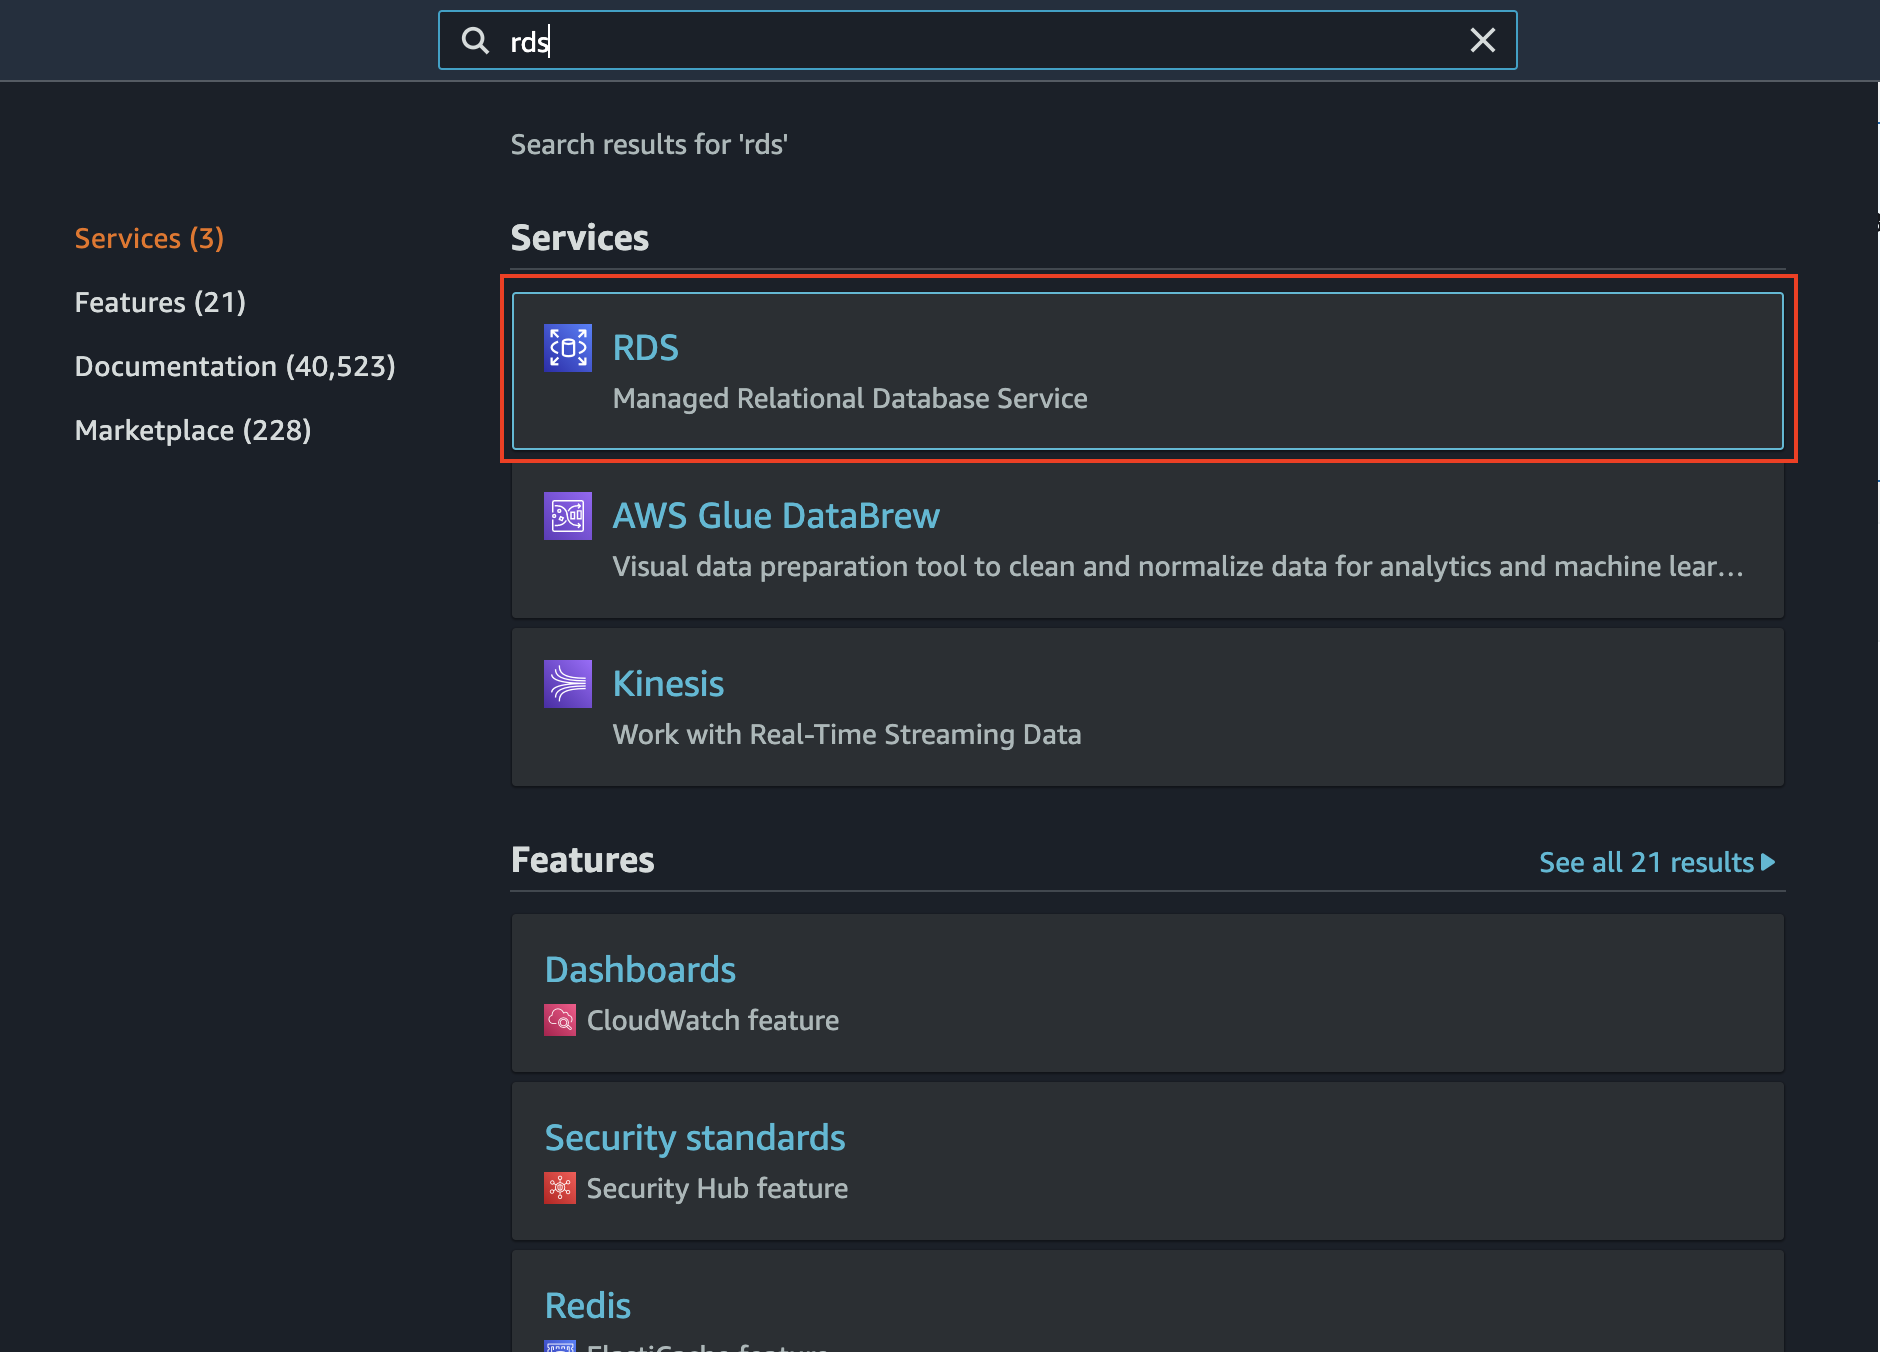 rds
Search results for 'rds'
Services (3)
Features (21)
Documentation (40,523)
Marketplace (228)
Services
RDS
Managed Relational Database Service
AWS Glue DataBrew
Visual data preparation tool to clean and normalize data for analytics and machine lear...
Kinesis
Work with Real-Time Streaming Data
Features
See all 21 results
Dashboards
CloudWatch feature
Security standards
Security Hub feature
Redis
ElastiCache feature